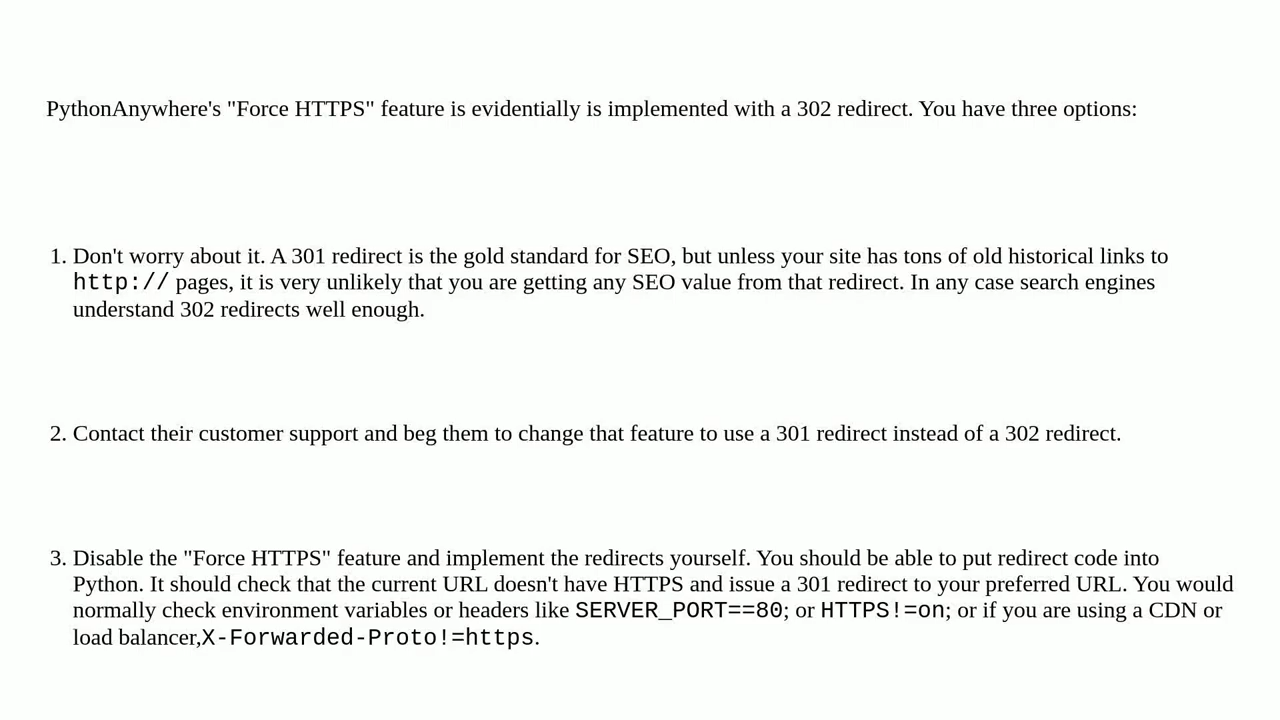 PythonAnywhere's "Force HTTPS" feature is evidentially is implemented with a 302 redirect. You have three options:
1. Don't worry about it. A 301 redirect is the gold standard for SEO, but unless your site has tons of old historical links to
http:// pages, it is very unlikely that you are getting any SEO value from that redirect. In any case search engines
understand 302 redirects well enough.
2. Contact their customer support and beg them to change that feature to use a 301 redirect instead of a 302 redirect.
3. Disable the "Force HTTPS" feature and implement the redirects yourself. You should be able to put redirect code into
Python. It should check that the current URL doesn't have HTTPS and issue a 301 redirect to your preferred URL. You would
normally check environment variables or headers like SERVER_PORT==80; or HTTPS!=on; or if you are using a CDN or
load balancer,X-Forwarded-Proto!=https.